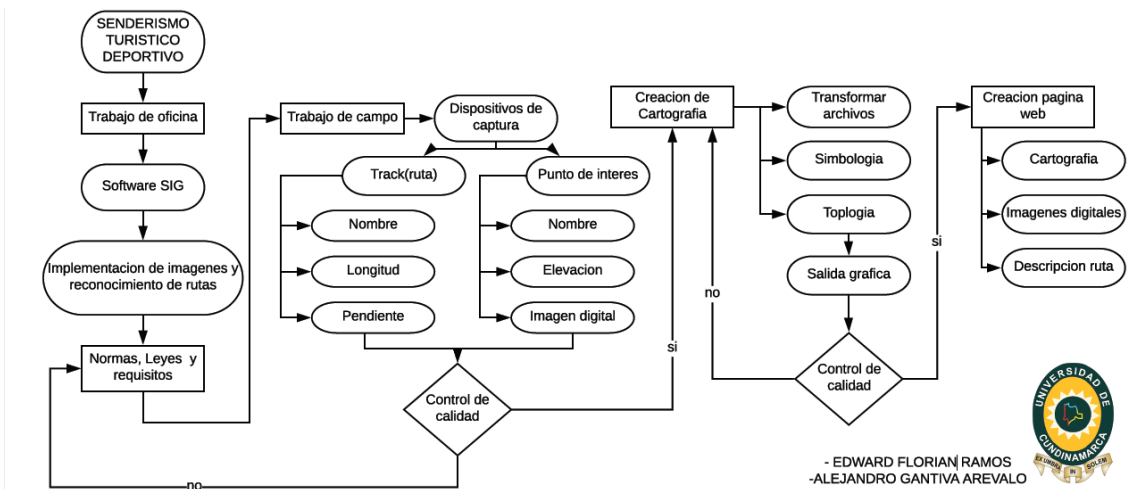 SENDERISMO
TURISTICO
DEPORTIVO
Trabajo de oficina
Software SIG
Implementacion de imagenes y
reconocimiento de rutas
Normas, Leyes y
requisitos
no
Trabajo de campo
Dispositivos de
captura
Track(ruta)
Nombre
Longitud
Pendiente
Punto de interes
Nombre
Elevacion
Imagen digital
Control de
calidad
si
Creacion de
Cartografia
Transformar
archivos
Simbologia
Toplogia
Salida grafica
Control de
calidad
no
si
Creacion pagina
web
Cartografia
Imagenes digitales
Descripcion ruta
UNIVERSIDAD DE
CUNDINAMARCA
EX UMBRA IN SOLEM
- EDWARD FLORIAN RAMOS
-ALEJANDRO GANTIVA AREVALO